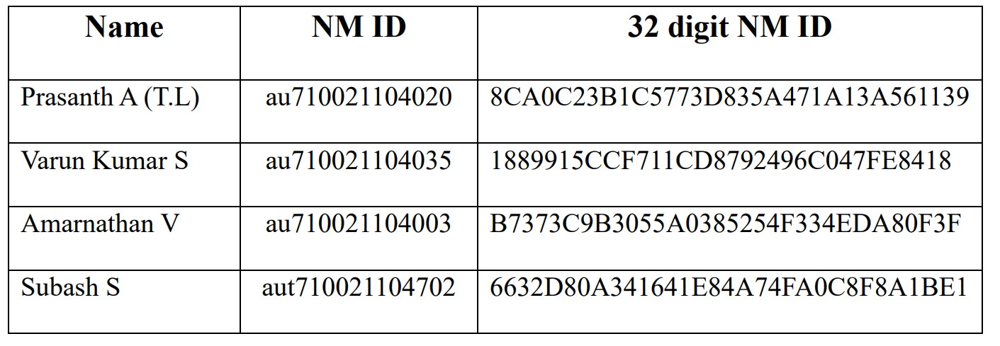 Name NM ID 32 digit NM ID
Prasanth A (T.L) au710021104020 8CA0C23B1C5773D835A471A13A561139
Varun Kumar S au710021104035 1889915CCF711CD8792496C047FE8418
Amarnathan V au710021104003 B7373C9B3055A0385254F334EDA80F3F
Subash S aut710021104702 6632D80A341641E84A74FA0C8F8A1BE1